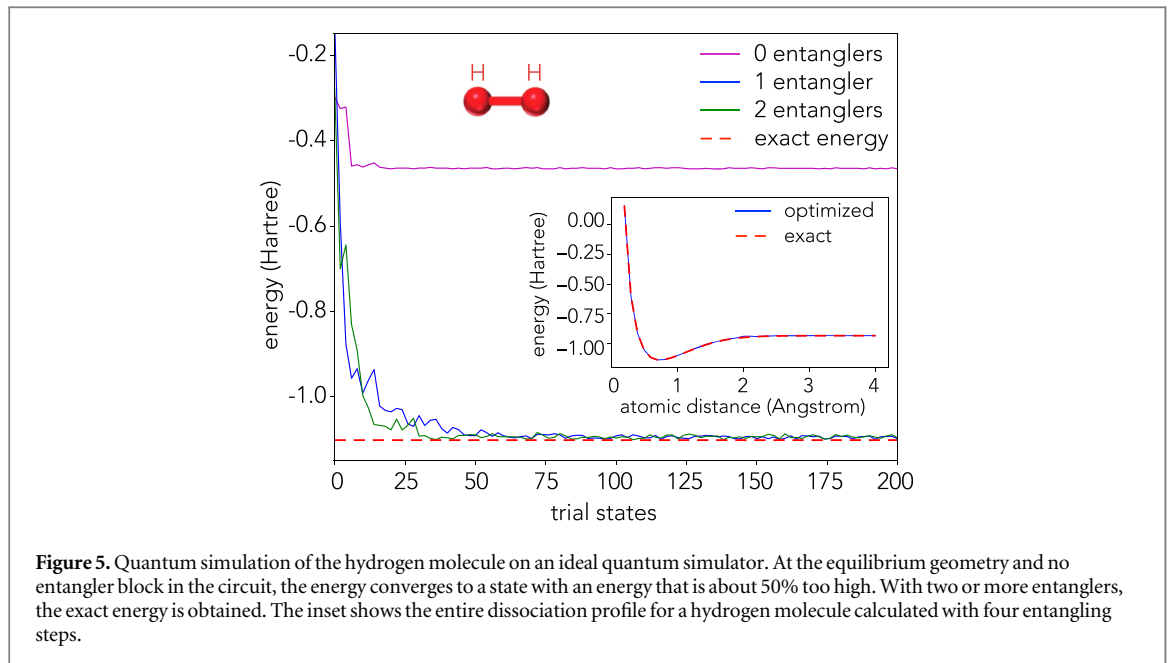 -0.2
-0.4
-0.6
-0.8
-1.0
energy (Hartree)
H H
0 entanglers
1 entangler
2 entanglers
exact energy
0.00
−0.25
−0.50
−0.75
−1.00
energy (Hartree)
optimized
exact
0 1 2 3 4
atomic distance (Angstrom)
0 25 50 75 100 125 150 175 200
trial states
Figure 5. Quantum simulation of the hydrogen molecule on an ideal quantum simulator. At the equilibrium geometry and no
entangler block in the circuit, the energy converges to a state with an energy that is about 50% too high. With two or more entanglers,
the exact energy is obtained. The inset shows the entire dissociation profile for a hydrogen molecule calculated with four entangling
steps.